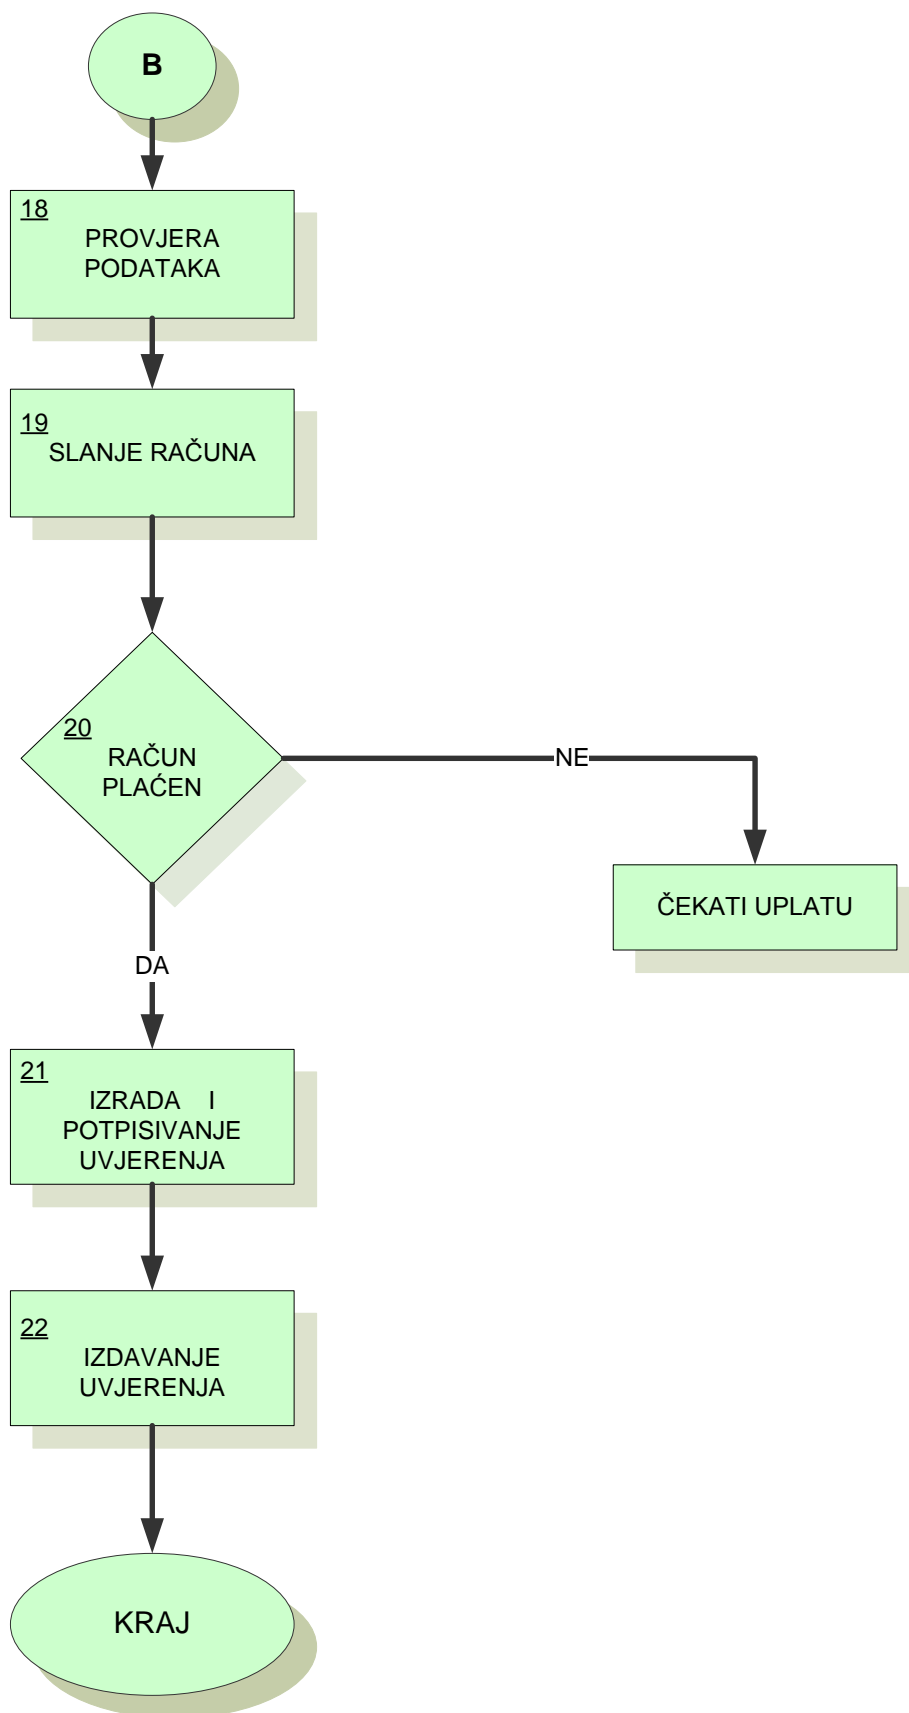 B
18
PROVJERA
PODATAKA
19
SLANJE RAČUNA
20
RAČUN
PLAĆEN
NE
ČEKATI UPLATU
DA
21
IZRADA I
POTPISIVANJE
UVJERENJA
22
IZDAVANJE
UVJERENJA
KRAJ